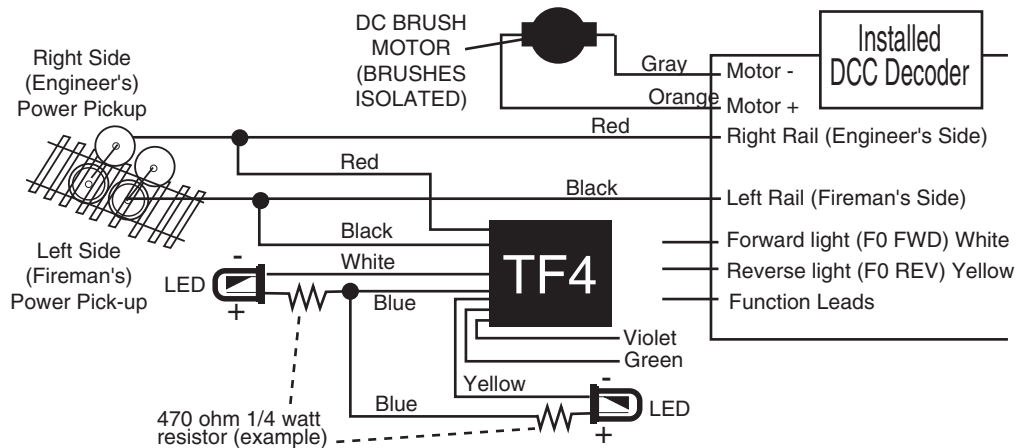 DC BRUSH
MOTOR
(BRUSHES
ISOLATED)
Installed
DCC Decoder
Right Side
(Engineer's)
Power Pickup
Gray
Motor -
Orange
Motor +
Red
Right Rail (Engineer's Side)
Red
Black
Left Rail (Fireman's Side)
Left Side
(Fireman's)
Power Pick-up
Black
TF4
Forward light (F0 FWD) White
White
Reverse light (F0 REV) Yellow
LED
-
+
Blue
Function Leads
Violet
Green
Yellow
-
LED
+
Blue
470 ohm 1/4 watt
resistor (example)